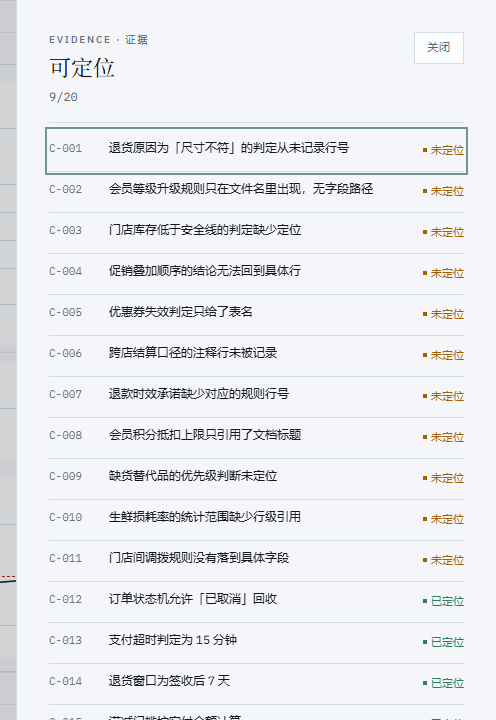 EVIDENCE · 证据
可定位
9/20
关闭
C-001 退货原因为「尺寸不符」的判定从未记录行号 未定位
C-002 会员等级升级规则只在文件名里出现，无字段路径 未定位
C-003 门店库存低于安全线的判定缺少定位 未定位
C-004 促销叠加顺序的结论无法回到具体行 未定位
C-005 优惠券失效判定只给了表名 未定位
C-006 跨店结算口径的注释行未被记录 未定位
C-007 退款时效承诺缺少对应的规则行号 未定位
C-008 会员积分抵扣上限只引用了文档标题 未定位
C-009 缺货替代品的优先级判断未定位 未定位
C-010 生鲜损耗率的统计范围缺少行级引用 未定位
C-011 门店间调拨规则没有落到具体字段 未定位
C-012 订单状态机允许「已取消」回收 已定位
C-013 支付超时判定为 15 分钟 已定位
C-014 退货窗口为签收后 7 天 已定位